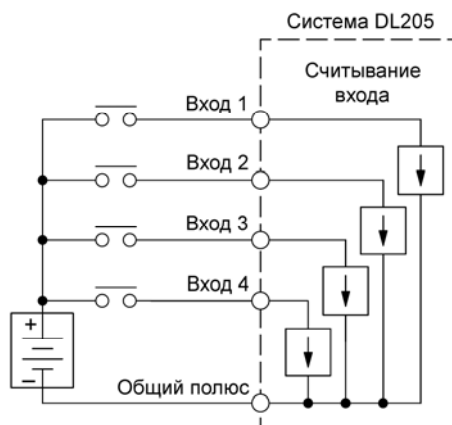 Система DL205
Считывание
входа
Вход 1
Вход 2
Вход 3
Вход 4
+
−
Общий полюс